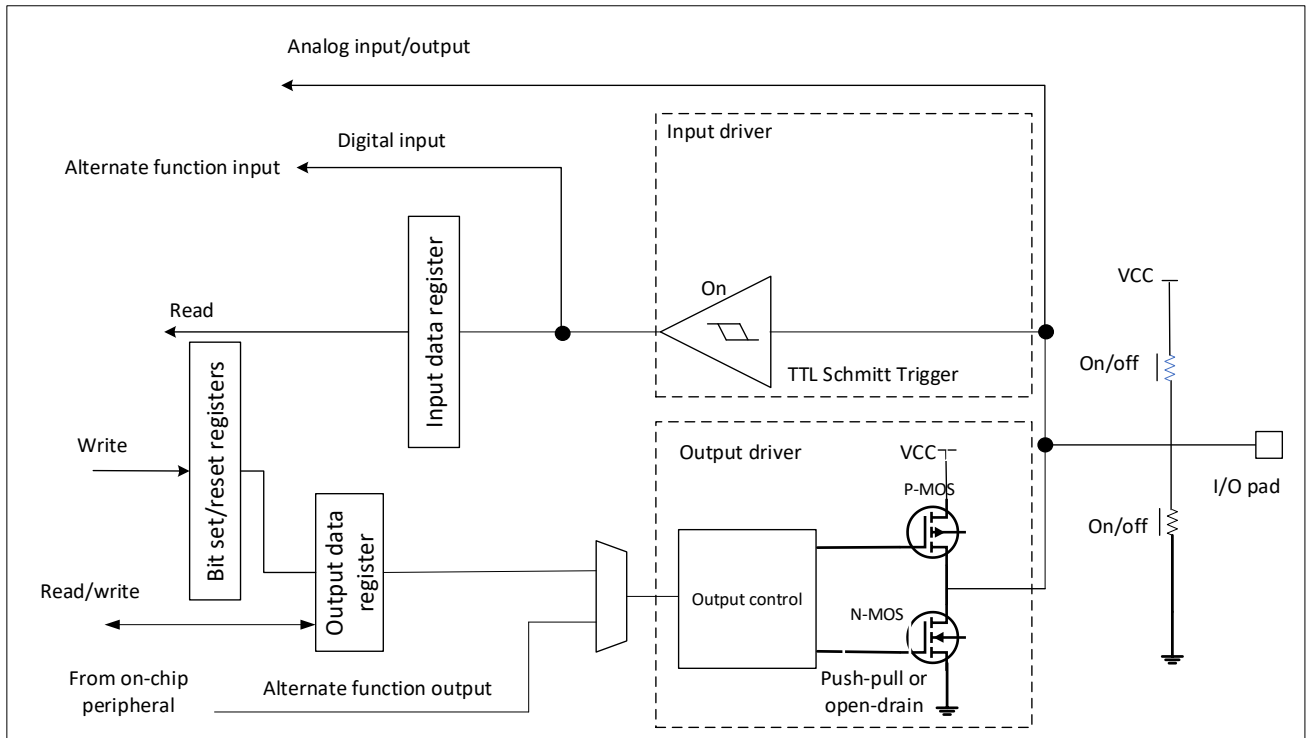 Analog input/output
Input driver
Digital input
Alternate function input
Input data register
On
VCC
Read
On/off
TTL Schmitt Trigger
Bit set/reset registers
Write
Output driver
VCC
P-MOS
I/O pad
Output data
register
On/off
Read/write
Output control
N-MOS
From on-chip
peripheral
Alternate function output
Push-pull or
open-drain